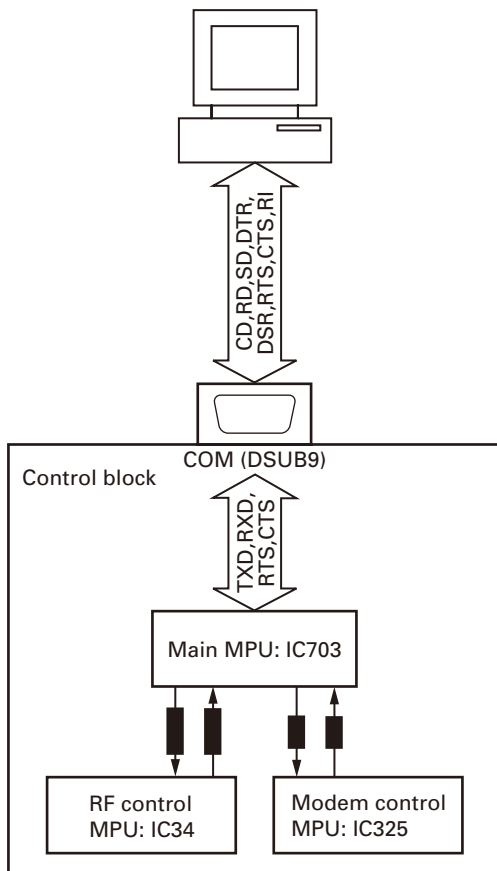 CD,RD,SD,DTR,
DSR,RTS,CTS,RI
COM (DSUB9)
Control block
TXD,RXD,
RTS,CTS
Main MPU: IC703
RF control
MPU: IC34
Modem control
MPU: IC325